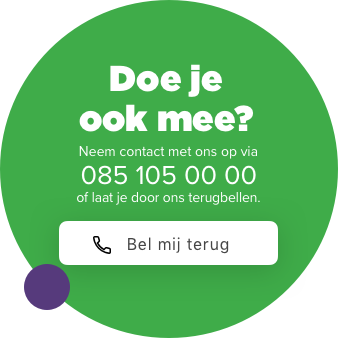 Doe je
ook mee?
Neem contact met ons op via
085 105 00 00
of laat je door ons terugbellen.
Bel mij terug